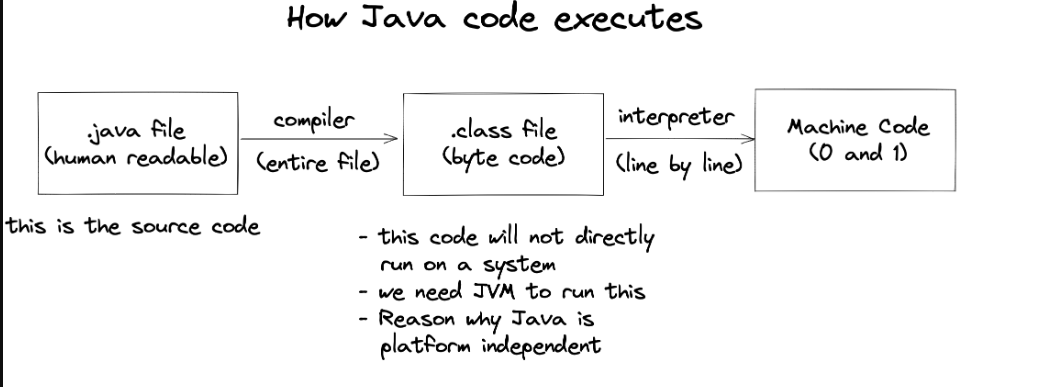 How Java code executes
.java file
(human readable)
compiler
(entire file)
.class file
(byte code)
interpreter
(line by line)
Machine Code
(0 and 1)
this is the source code
- this code will not directly
run on a system
- we need JVM to run this
- Reason why Java is
platform independent